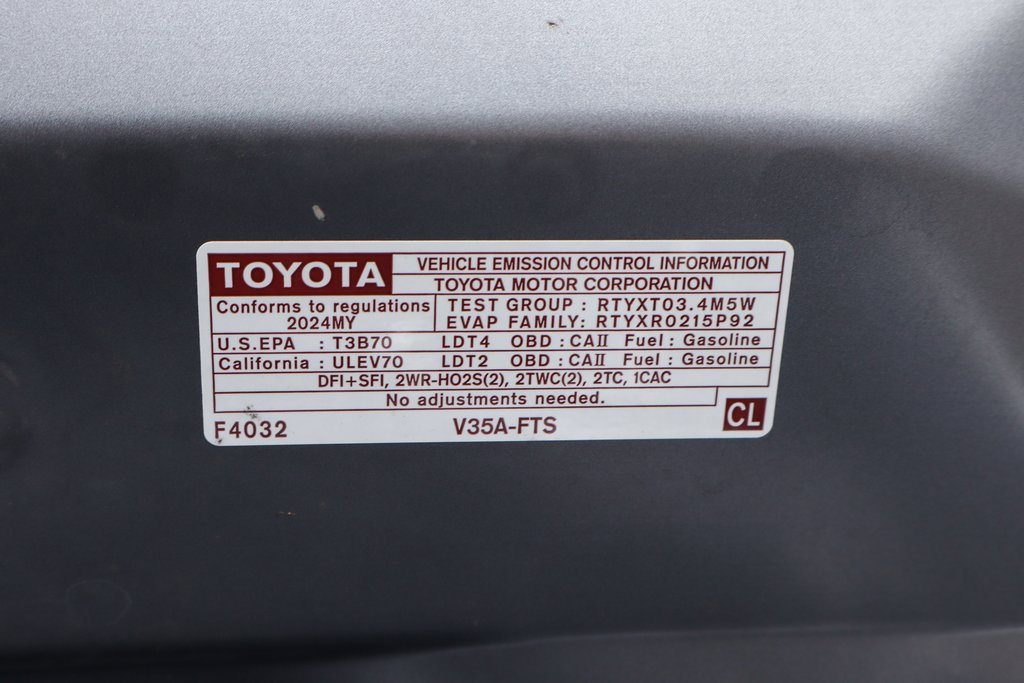 TOYOTA VEHICLE EMISSION CONTROL INFORMATION
TOYOTA MOTOR CORPORATION
Conforms to regulations TEST GROUP : RTYXT03.4M5W
2024MY EVAP FAMILY: RTYXR0215P92
U.S.EPA : T3B70 LDT4 OBD : CAII Fuel : Gasoline
California : ULEV70 LDT2 OBD : CAII Fuel : Gasoline
DFI+SFI, 2WR-HO2S(2), 2TWC(2), 2TC, 1CAC
No adjustments needed.
F4032 V35A-FTS CL